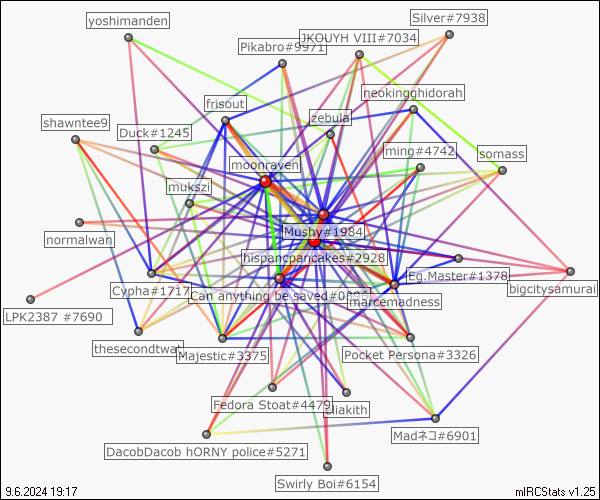 yoshimanden
Silver#7938
Pikabro#9971
JKOUYH VIII#7034
neokingghidorah
frisout
zebula
shawntee9
Duck#1245
ming#4742
somass
moonraven
mukszi
Mushy#1984
normalwan
hispancpancakes#2928
Eg.Master#1378
Cypha#1717
Can anything be saved
bigcitysamurai
marcemadness
LPK2387 #7690
thesecondtwat
Majestic#3375
Pocket Persona#3326
Fedora Stoat#4479
eliakith
Madネコ#6901
DacobDacob hORNY police#5271
Swirly Boi#6154
9.6.2024 19:17
mIRCStats v1.25